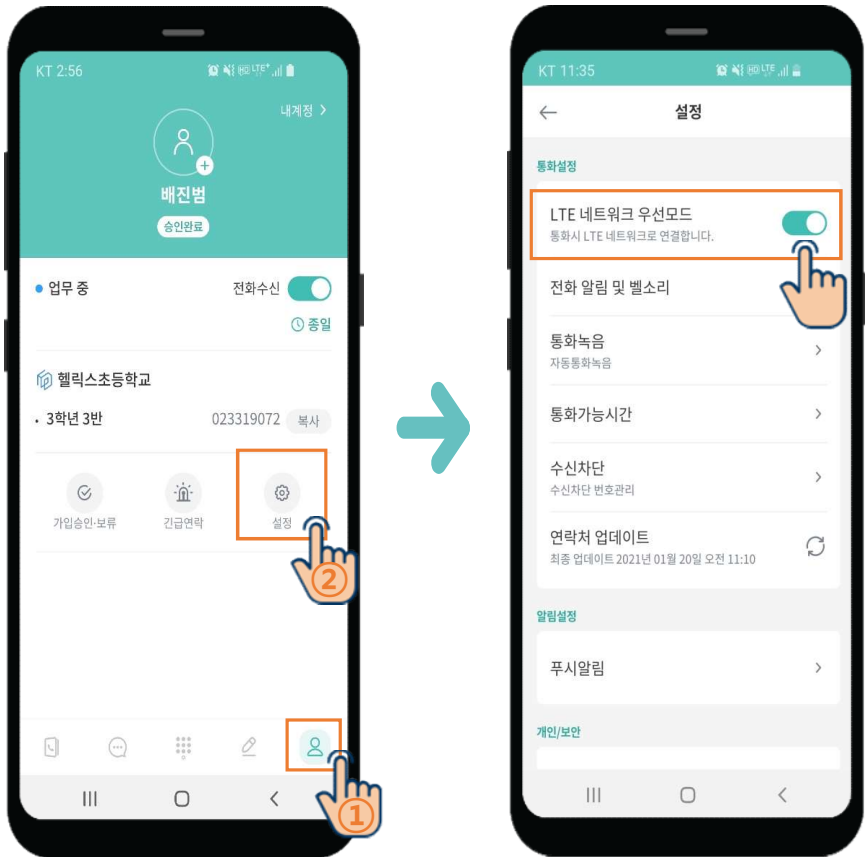 KT 2:56
내계정
배진범
승인완료
업무 중
전화수신
종일
헬릭스초등학교
· 3학년 3반
023319072
복사
가입승인·보류
긴급연락
설정
②
①
KT 11:35
설정
통화설정
LTE 네트워크 우선모드
통화시 LTE 네트워크로 연결합니다.
전화 알림 및 벨소리
통화녹음
자동통화녹음
통화가능시간
수신차단
수신차단 번호관리
연락처 업데이트
최종 업데이트 2021년 01월 20일 오전 11:10
알림설정
푸시알림
개인/보안